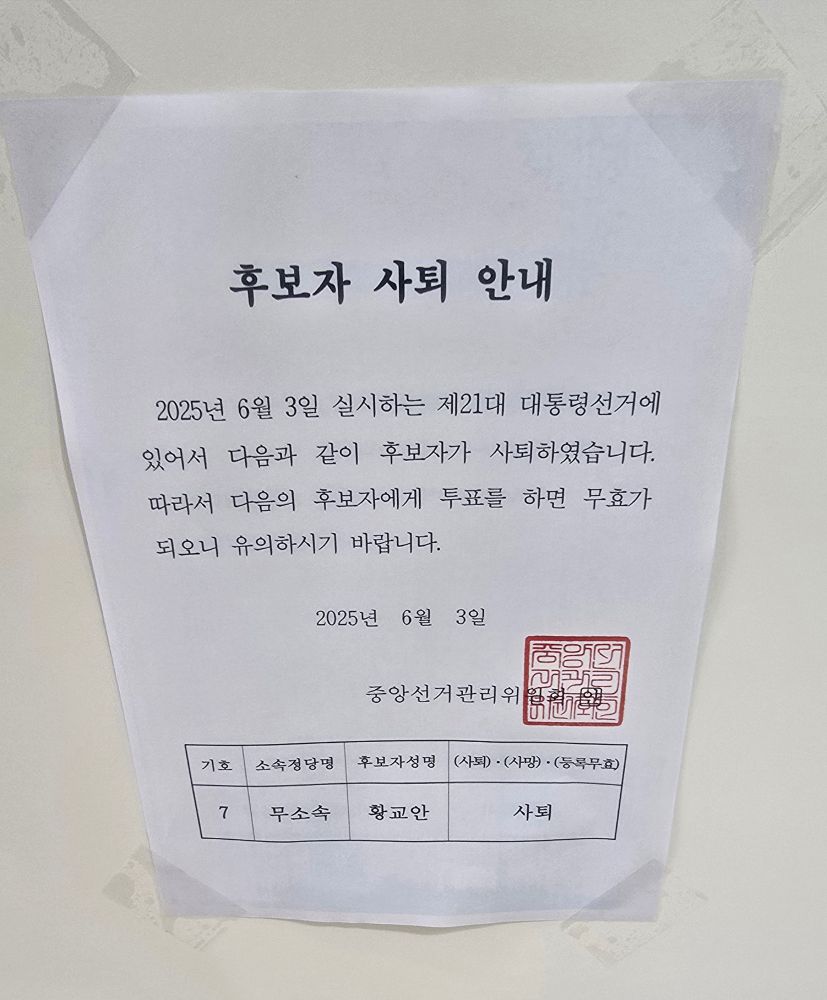 후보자 사퇴 안내
2025년 6월 3일 실시하는 제21대 대통령선거에
있어서 다음과 같이 후보자가 사퇴하였습니다.
따라서 다음의 후보자에게 투표를 하면 무효가
되오니 유의하시기 바랍니다.
2025년 6월 3일
중앙선거관리위원회
기호 소속정당명 후보자성명 (사퇴)·(사망)·(등록무효)
7 무소속 황교안 사퇴